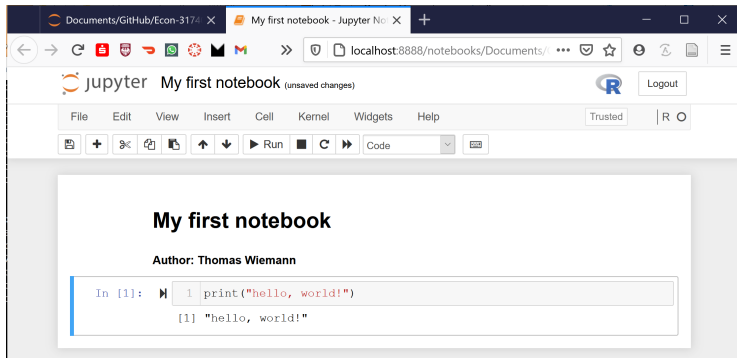 Documents/GitHub/Econ-3174 My first notebook - Jupyter No
localhost:8888/notebooks/Documents/
jupyter My first notebook (unsaved changes) Logout
File Edit View Insert Cell Kernel Widgets Help Trusted R
Run Code
My first notebook
Author: Thomas Wiemann
In [1]: 1 print("hello, world!")
[1] "hello, world!"